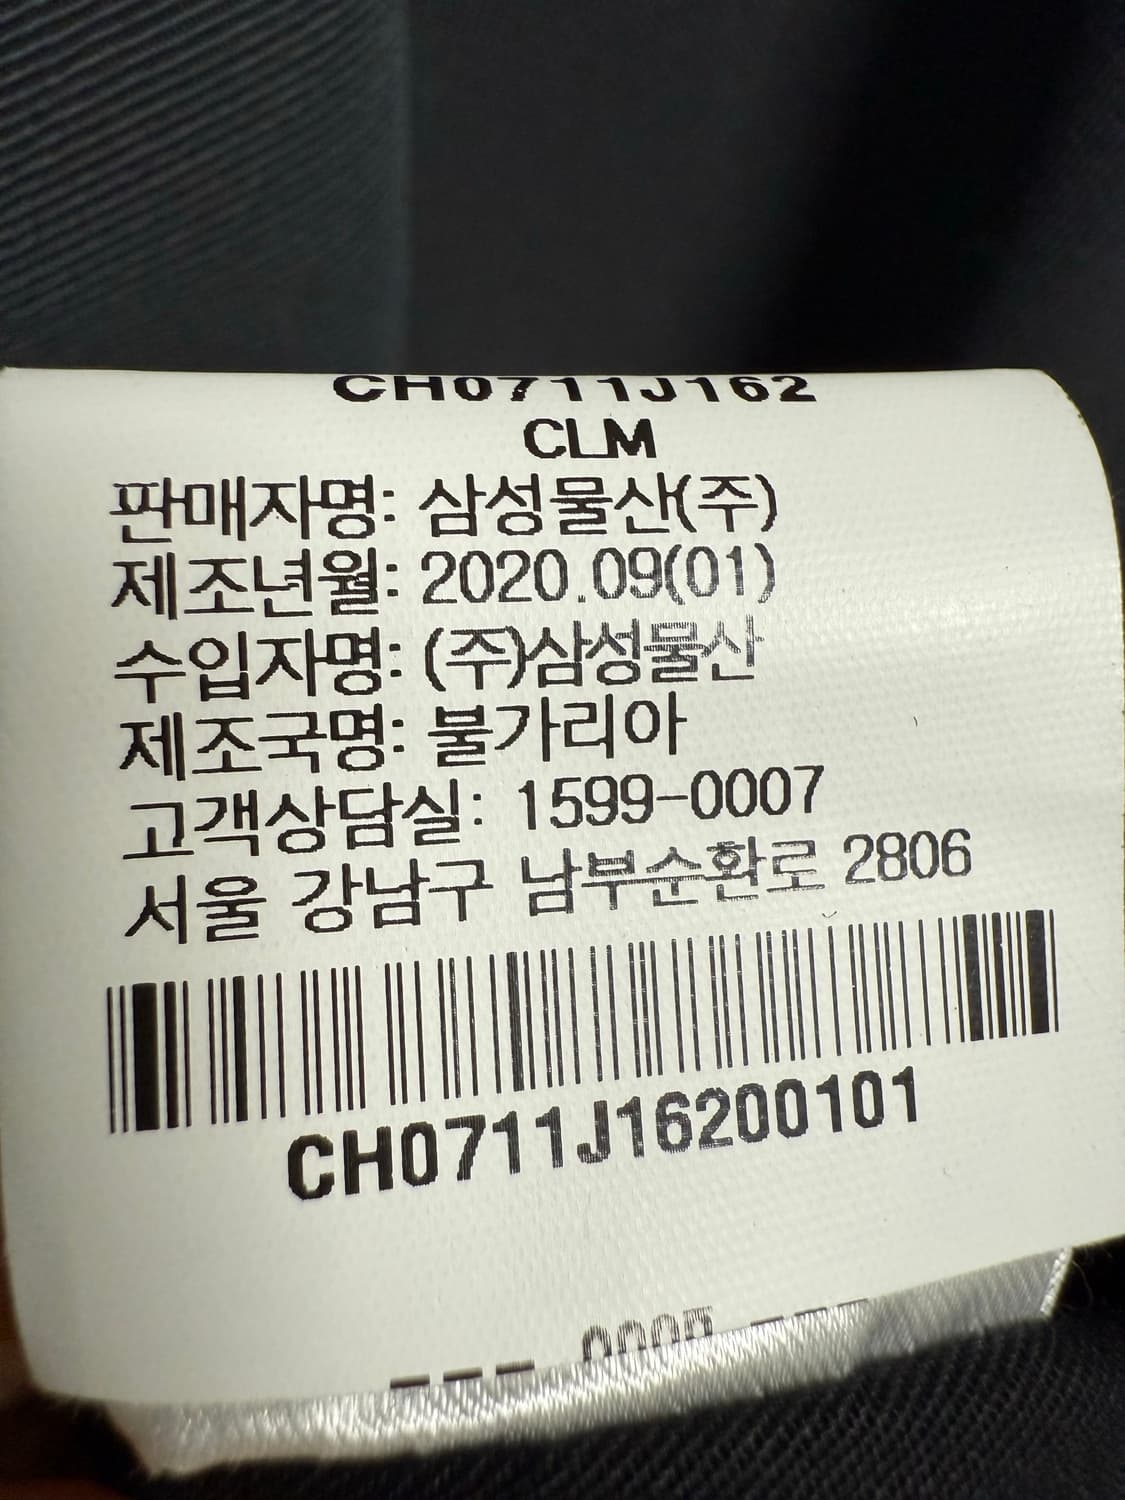 CH0711J162
CLM
판매자명: 삼성물산(주)
제조년월: 2020.09(01)
수입자명: (주)삼성물산
제조국명: 불가리아
고객상담실: 1599-0007
서울 강남구 남부순환로 2806
CH0711J16200101